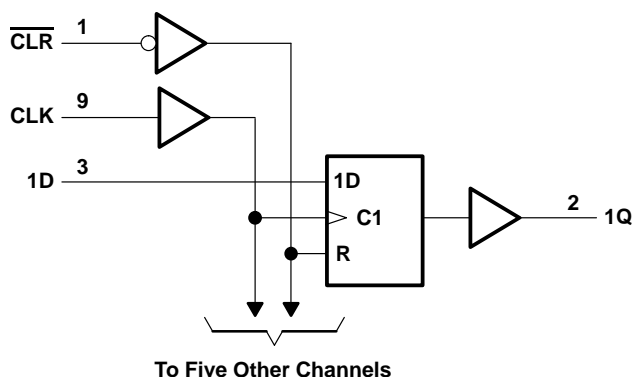 CLR 1
CLK 9
1D 3
1D
C1
R
2 1Q
To Five Other Channels